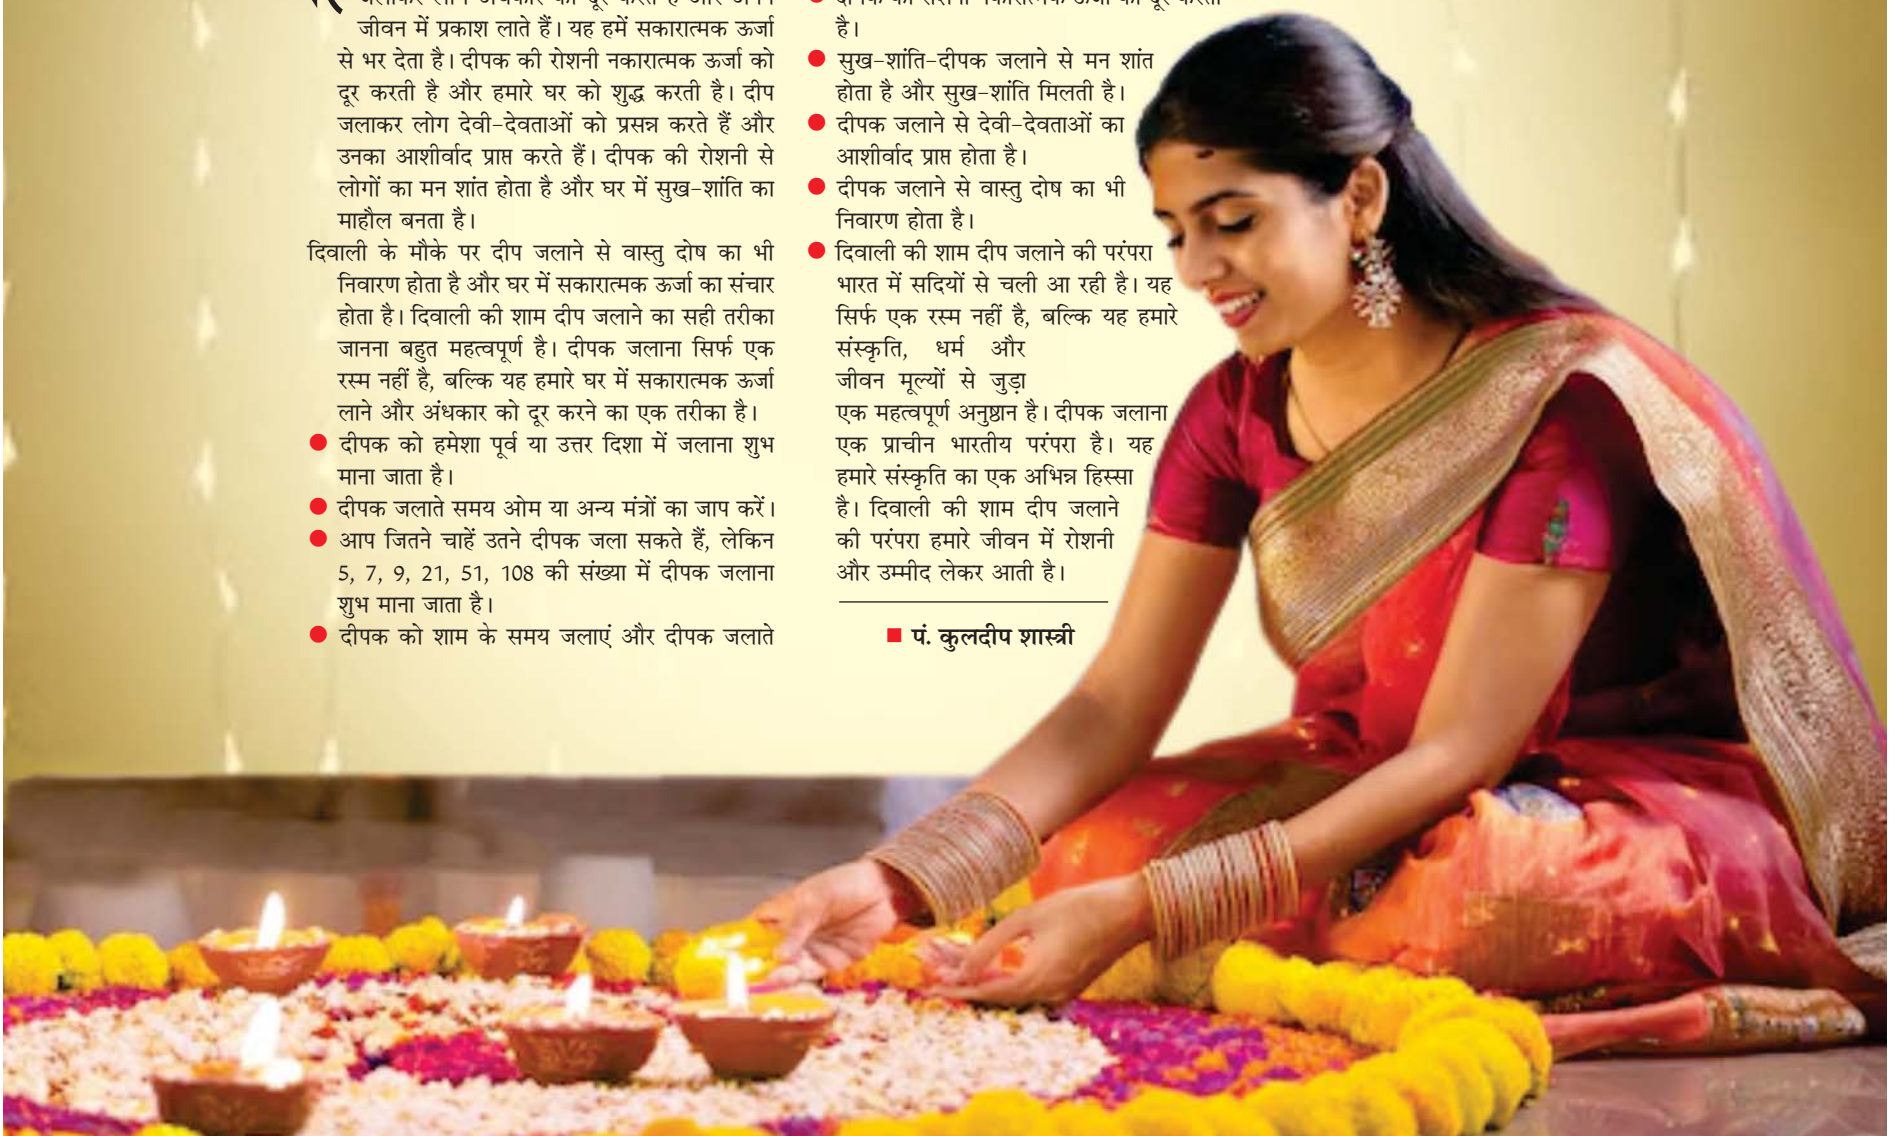 जीवन में प्रकाश लाते हैं। यह हमें सकारात्मक ऊर्जा
से भर देता है। दीपक की रोशनी नकारात्मक ऊर्जा को
दूर करती है और हमारे घर को शुद्ध करती है। दीप
जलाकर लोग देवी-देवताओं को प्रसन्न करते हैं और
उनका आशीर्वाद प्राप्त करते हैं। दीपक की रोशनी से
लोगों का मन शांत होता है और घर में सुख-शांति का
माहौल बनता है।
दिवाली के मौके पर दीप जलाने से वास्तु दोष का भी
निवारण होता है और घर में सकारात्मक ऊर्जा का संचार
होता है। दिवाली की शाम दीप जलाने का सही तरीका
जानना बहुत महत्वपूर्ण है। दीपक जलाना सिर्फ एक
रस्म नहीं है, बल्कि यह हमारे घर में सकारात्मक ऊर्जा
लाने और अंधकार को दूर करने का एक तरीका है।
● दीपक को हमेशा पूर्व या उत्तर दिशा में जलाना शुभ
माना जाता है।
● दीपक जलाते समय ओम या अन्य मंत्रों का जाप करें।
● आप जितने चाहें उतने दीपक जला सकते हैं, लेकिन
5, 7, 9, 21, 51, 108 की संख्या में दीपक जलाना
शुभ माना जाता है।
● दीपक को शाम के समय जलाएं और दीपक जलाते
है।
● सुख-शांति-दीपक जलाने से मन शांत
होता है और सुख-शांति मिलती है।
● दीपक जलाने से देवी-देवताओं का
आशीर्वाद प्राप्त होता है।
● दीपक जलाने से वास्तु दोष का भी
निवारण होता है।
● दिवाली की शाम दीप जलाने की परंपरा
भारत में सदियों से चली आ रही है। यह
सिर्फ एक रस्म नहीं है, बल्कि यह हमारे
संस्कृति, धर्म और
जीवन मूल्यों से जुड़ा
एक महत्वपूर्ण अनुष्ठान है। दीपक जलाना
एक प्राचीन भारतीय परंपरा है। यह
हमारे संस्कृति का एक अभिन्न हिस्सा
है। दिवाली की शाम दीप जलाने
की परंपरा हमारे जीवन में रोशनी
और उम्मीद लेकर आती है।
■ पं. कुलदीप शास्त्री